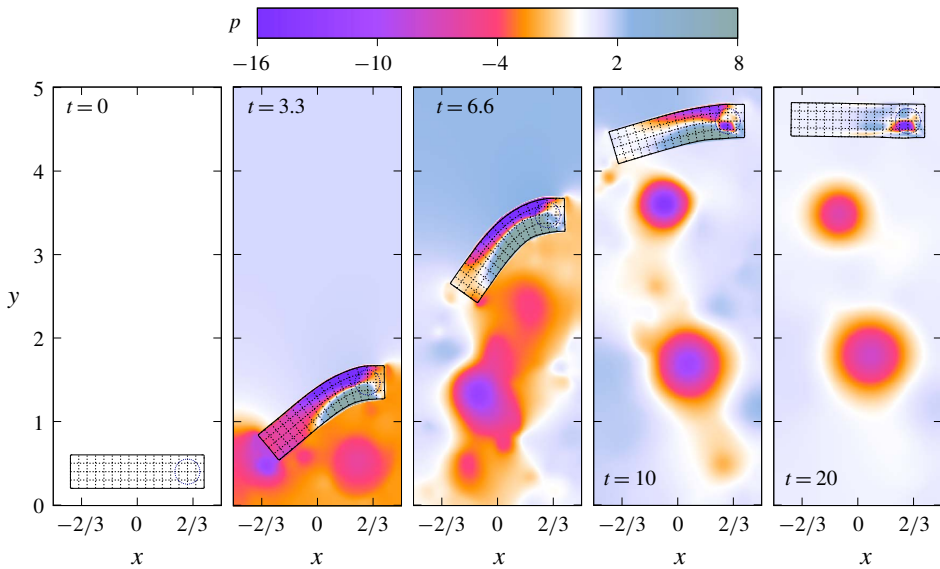 p
−16 −10 −4 2 8
5 t = 0 t = 3.3 t = 6.6 t = 10 t = 20
4
3
y
2
1
0
−2/3 0 2/3 −2/3 0 2/3 −2/3 0 2/3 −2/3 0 2/3 −2/3 0 2/3
x x x x x